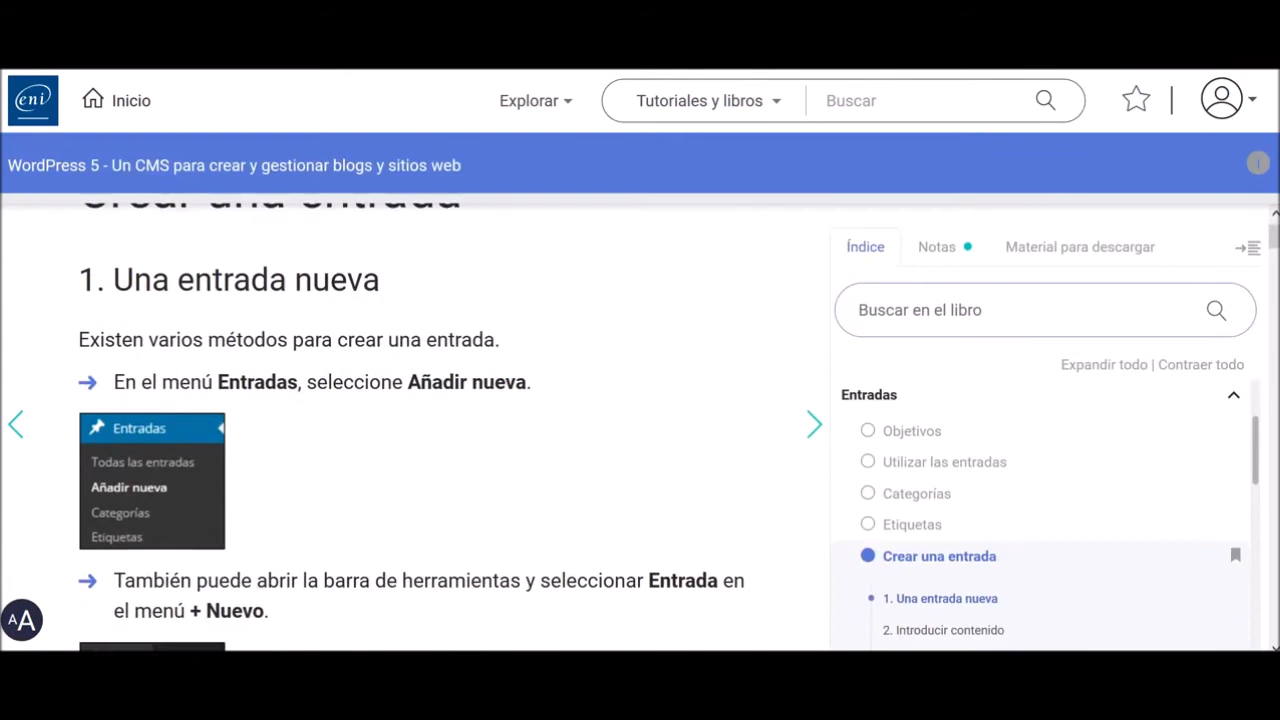 eni
Inicio
Explorar
Tutoriales y libros
Buscar
WordPress 5 - Un CMS para crear y gestionar blogs y sitios web
Crear una entrada
1. Una entrada nueva
Existen varios métodos para crear una entrada.
En el menú Entradas, seleccione Añadir nueva.
Entradas
Todas las entradas
Añadir nueva
Categorías
Etiquetas
También puede abrir la barra de herramientas y seleccionar Entrada en
el menú + Nuevo.
AA
Índice
Notas
Material para descargar
Buscar en el libro
Expandir todo | Contraer todo
Entradas
Objetivos
Utilizar las entradas
Categorías
Etiquetas
Crear una entrada
1. Una entrada nueva
2. Introducir contenido